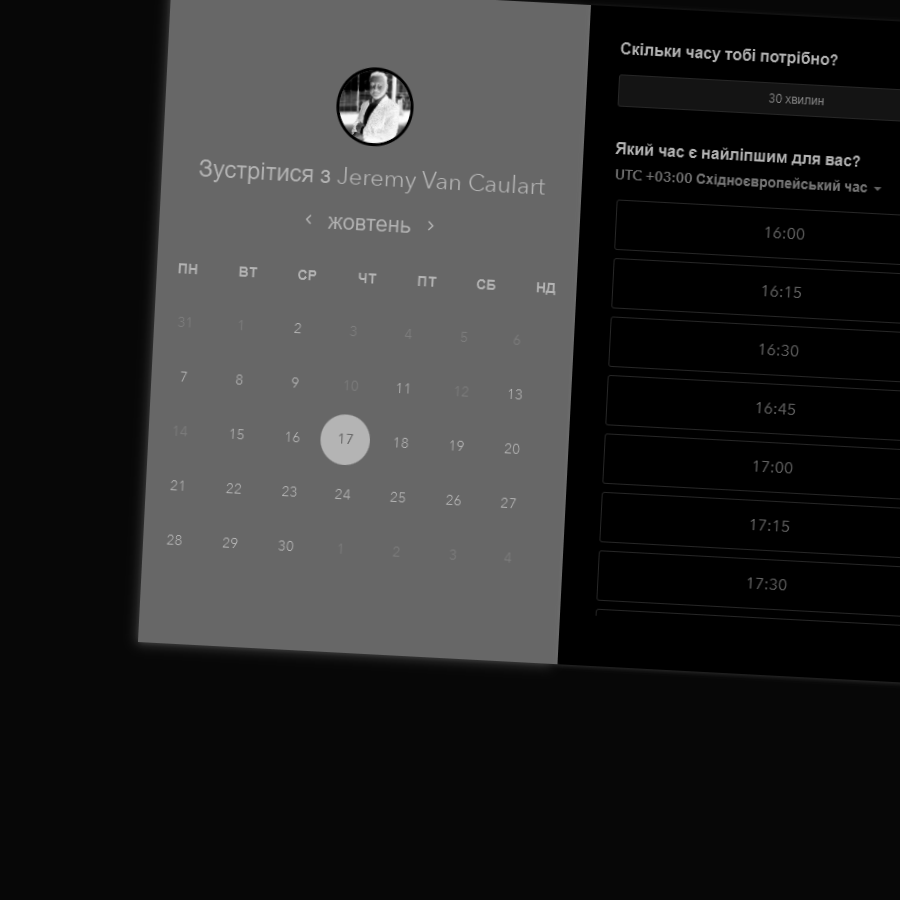 Зустрітися з Jeremy Van Caulart
жовтень
ПН ВТ СР ЧТ ПТ СБ НД
31 1 2 3 4 5 6
7 8 9 10 11 12 13
14 15 16 17 18 19 20
21 22 23 24 25 26 27
28 29 30 1 2 3 4
Скільки часу тобі потрібно?
30 хвилин
Який час є найліпшим для вас?
UTC +03:00 Східноєвропейський час
16:00
16:15
16:30
16:45
17:00
17:15
17:30